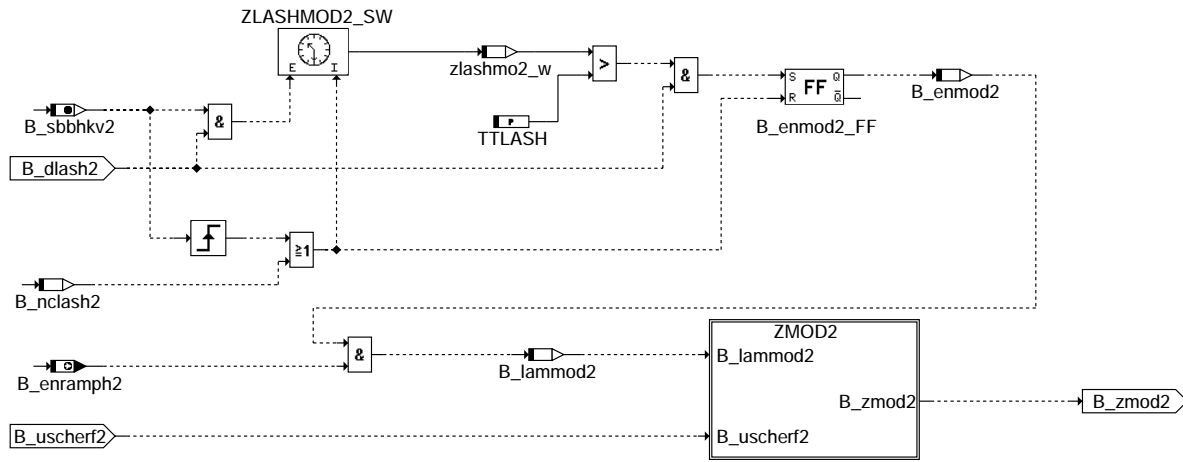 ZLASHMOD2_SW
E I
zlashmo2_w
>
&
S Q
FF
R Q
B_enmod2
B_enmod2_FF
B_sbbhkv2
&
P
TTLASH
B_dlash2
≧1
B_nclash2
&
B_enramph2
B_lammod2
ZMOD2
B_lammod2
B_zmod2
B_zmod2
B_uscherf2
B_uscherf2